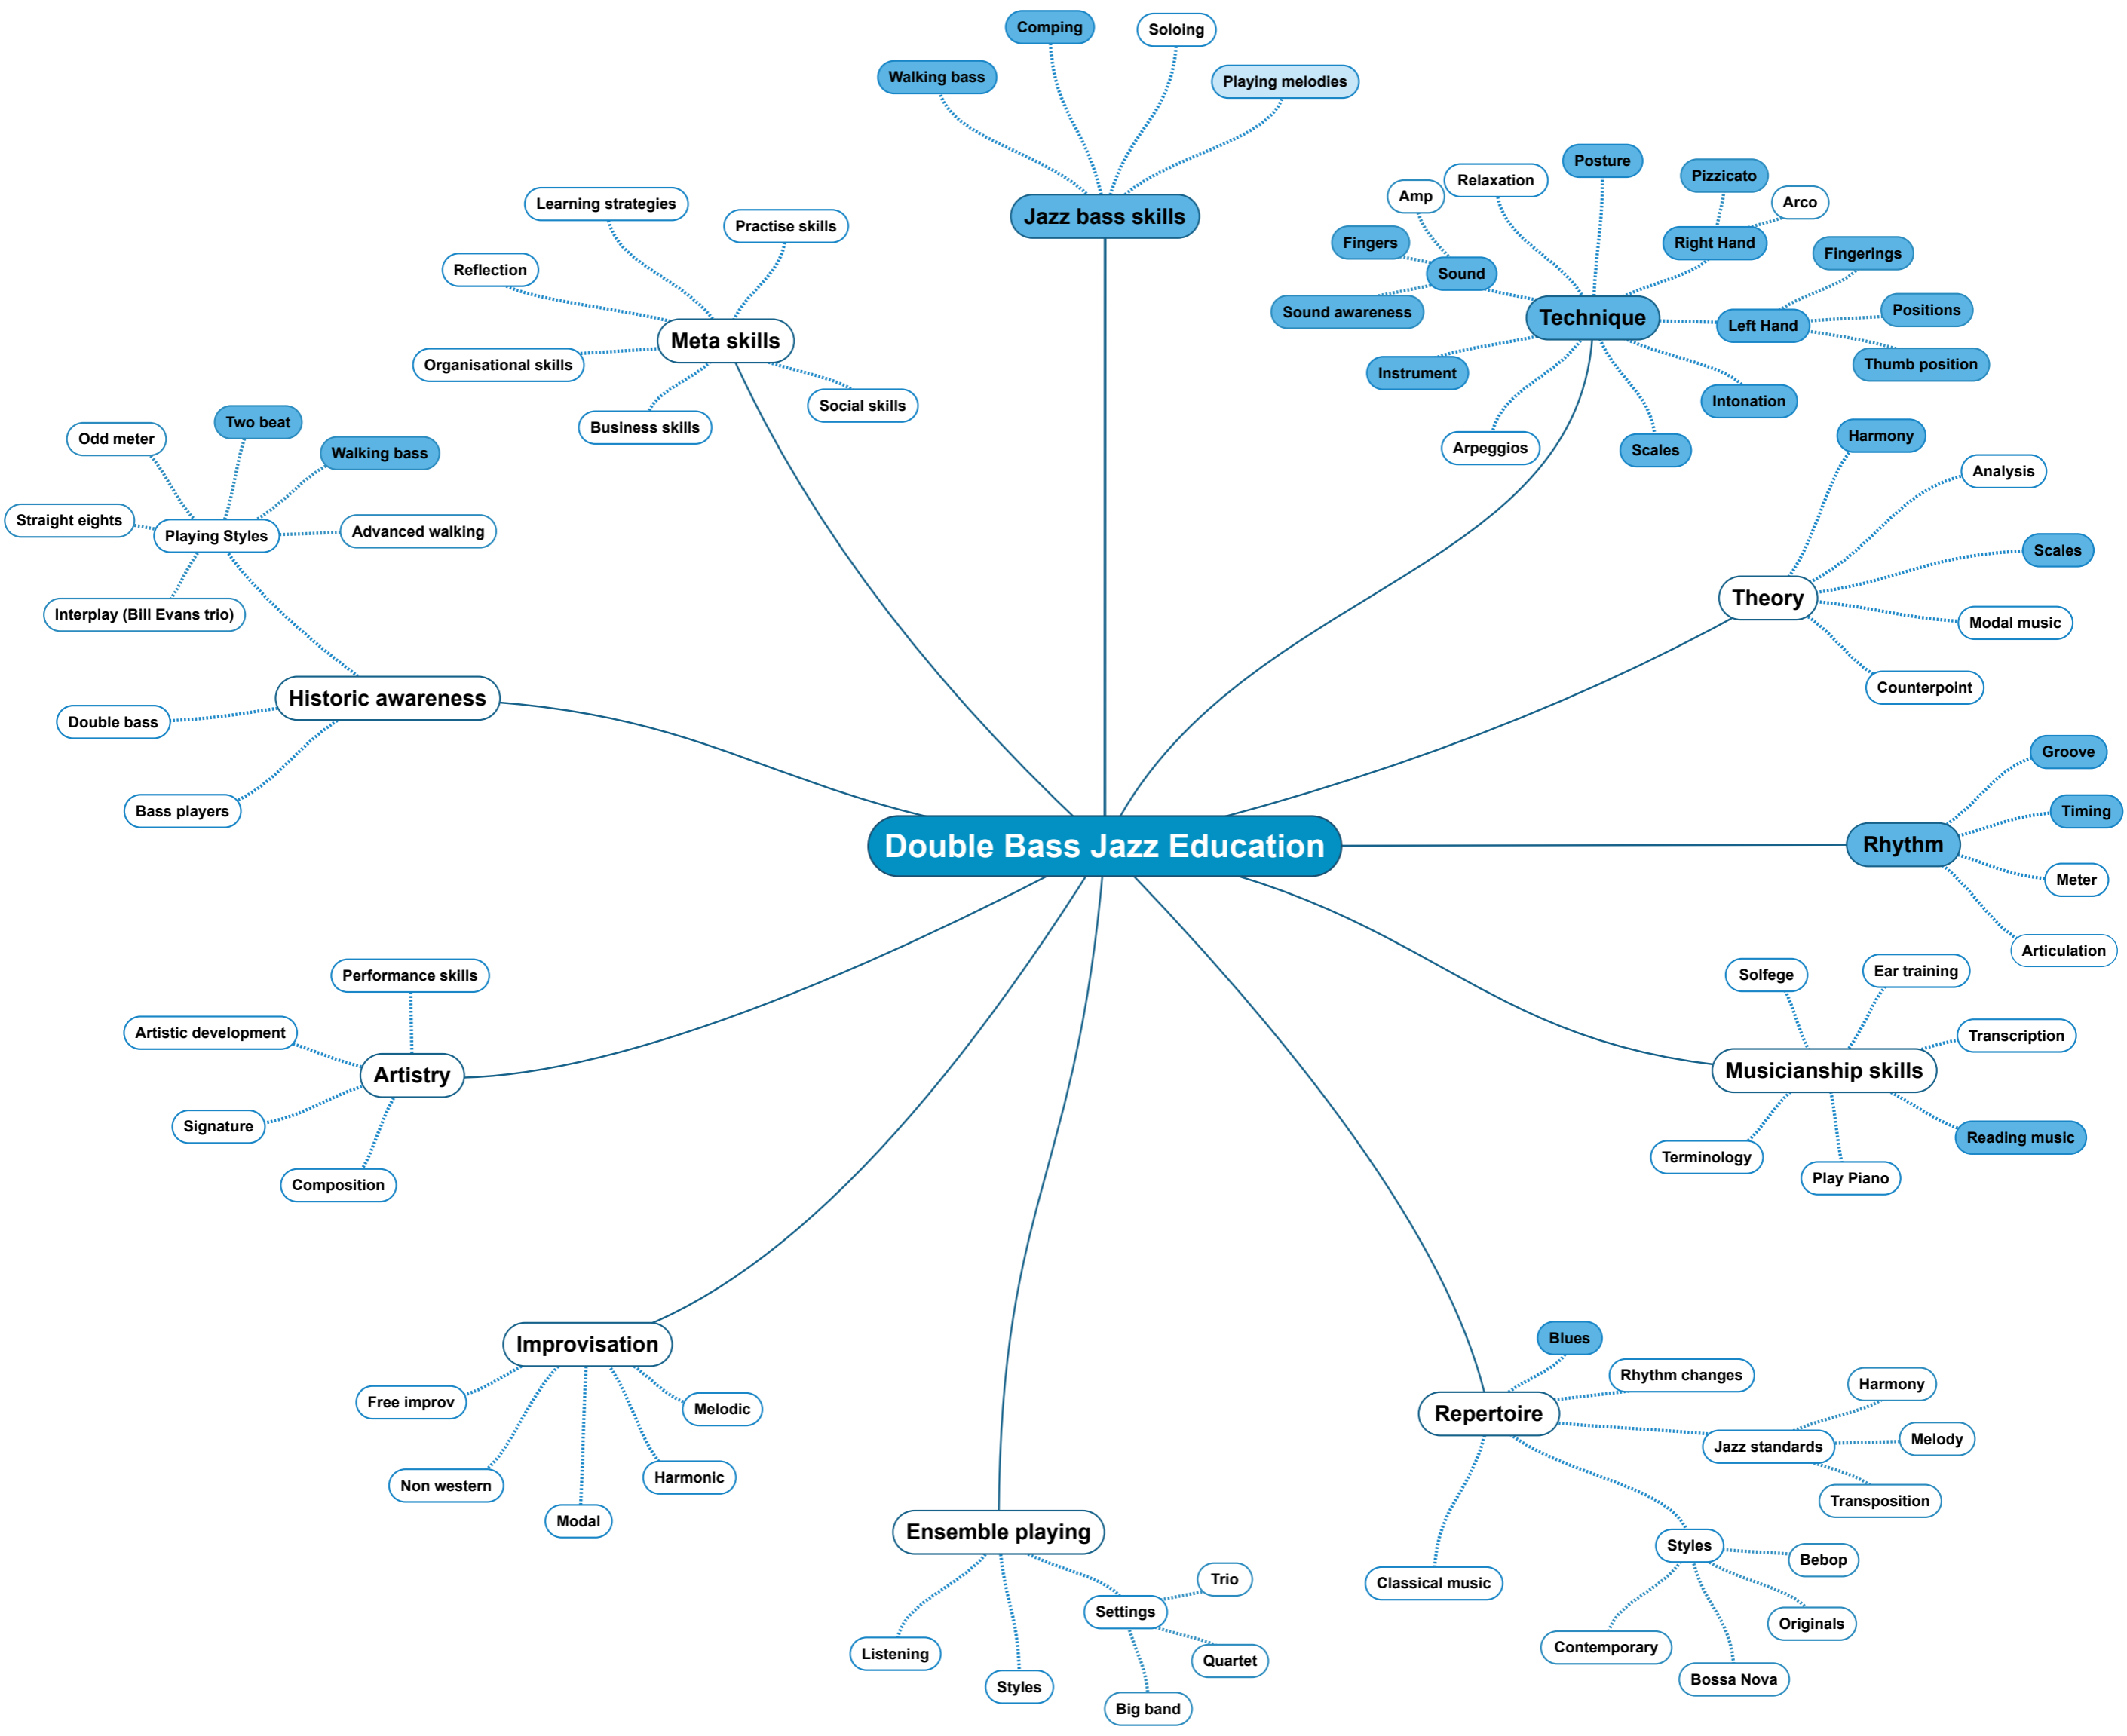 Comping
Soloing
Walking bass
Playing melodies
Jazz bass skills
Learning strategies
Practise skills
Reflection
Meta skills
Organisational skills
Social skills
Business skills
Posture
Relaxation
Pizzicato
Amp
Arco
Fingers
Right Hand
Fingerings
Sound
Sound awareness
Technique
Left Hand
Positions
Thumb position
Instrument
Intonation
Arpeggios
Scales
Two beat
Odd meter
Walking bass
Straight eights
Playing Styles
Advanced walking
Interplay (Bill Evans trio)
Historic awareness
Double bass
Bass players
Harmony
Analysis
Scales
Theory
Modal music
Counterpoint
Groove
Timing
Rhythm
Meter
Articulation
Double Bass Jazz Education
Performance skills
Artistic development
Artistry
Signature
Composition
Solfege
Ear training
Transcription
Musicianship skills
Reading music
Terminology
Play Piano
Improvisation
Free improv
Melodic
Non western
Harmonic
Modal
Ensemble playing
Trio
Settings
Listening
Quartet
Styles
Big band
Blues
Rhythm changes
Harmony
Repertoire
Jazz standards
Melody
Transposition
Styles
Bebop
Classical music
Originals
Contemporary
Bossa Nova